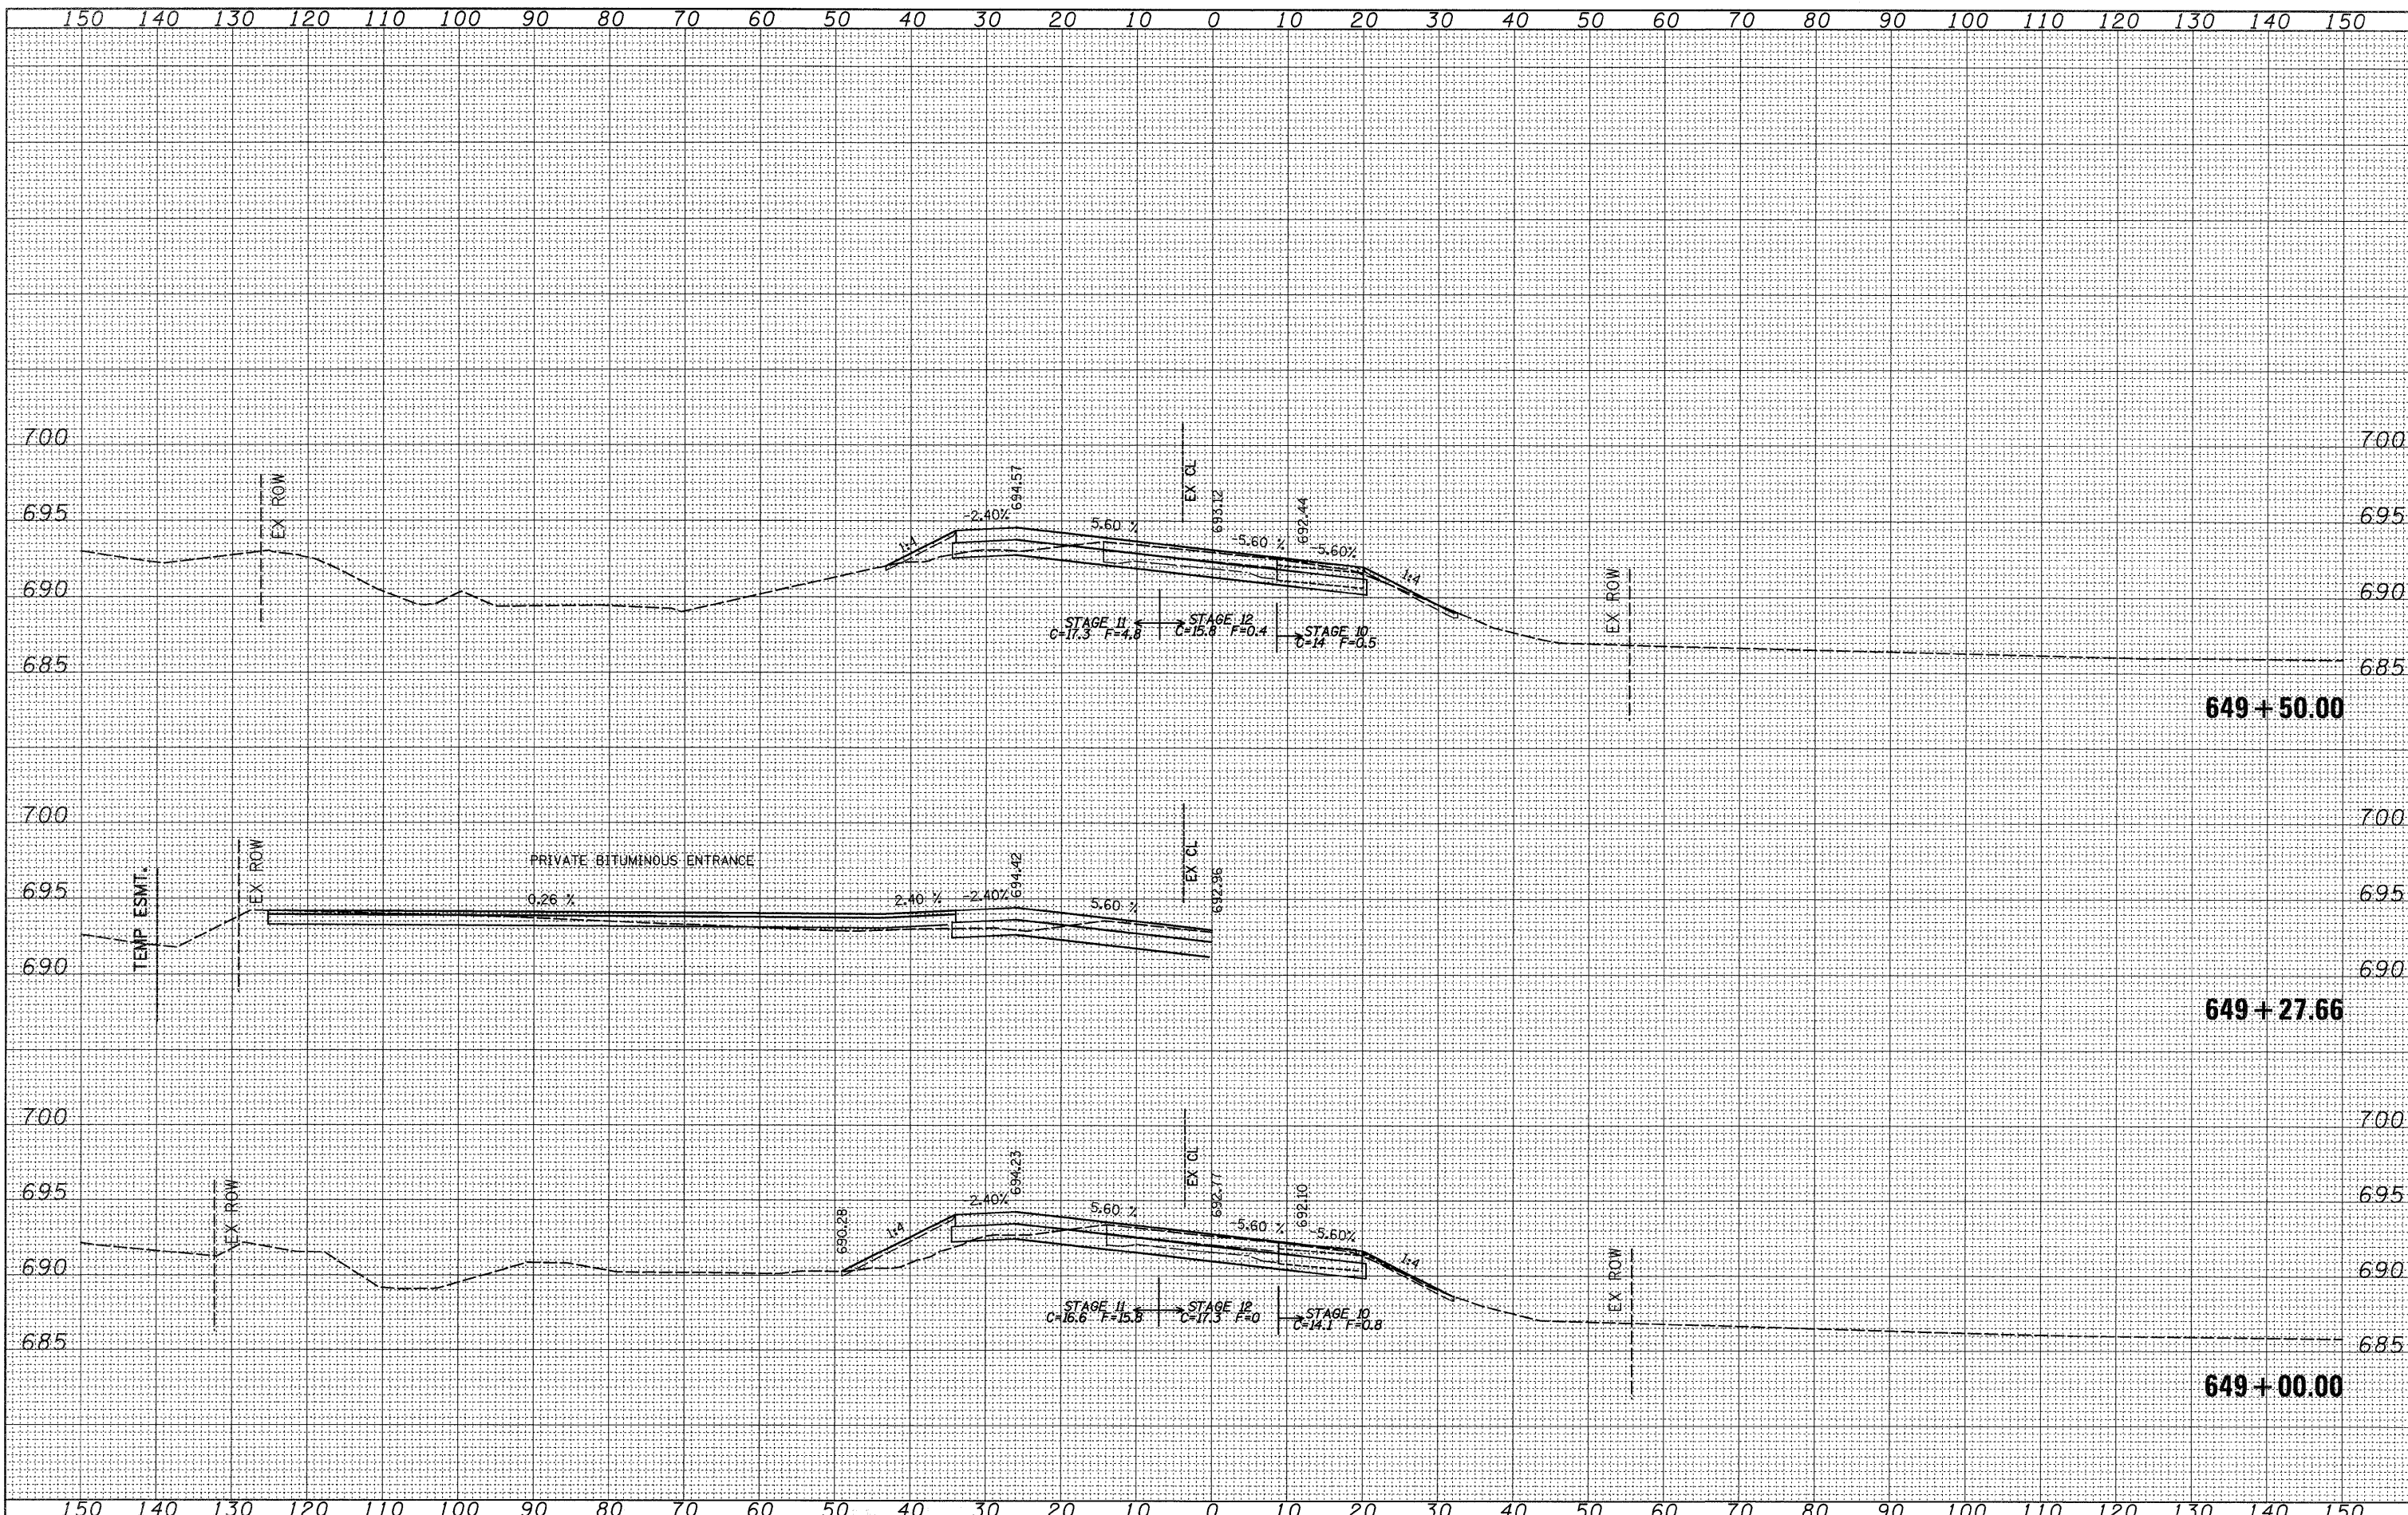 150 140 130 120 110 100 90 80 70 60 50 40 30 20 10 0 10 20 30 40 50 60 70 80 90 100 110 120 130 140 150
700 700
EX ROW
694.57
EX CL
693.12
692.44
695 695
-2.40%
5.60 %
-5.60 %
-5.60%
1:4
1:4
690 690
EX ROW
STAGE 11 STAGE 12
C=17.3 F=4.8 C=15.8 F=0.4
STAGE 10
C=14 F=0.5
685 685
649+50.00
700 700
PRIVATE BITUMINOUS ENTRANCE
TEMP ESMT.
EX ROW
694.42
EX CL
692.96
695 695
0.26 %
2.40 %
-2.40%
5.60 %
690 690
649+27.66
700 700
EX ROW
690.28
694.23
EX CL
692.77
692.10
695 695
-2.40%
5.60 %
-5.60 %
-5.60%
1:4
1:4
690 690
EX ROW
STAGE 11 STAGE 12
C=16.6 F=15.8 C=17.3 F=0
STAGE 10
C=14.1 F=0.8
685 685
649+00.00
150 140 130 120 110 100 90 80 70 60 50 40 30 20 10 0 10 20 30 40 50 60 70 80 90 100 110 120 130 140 150